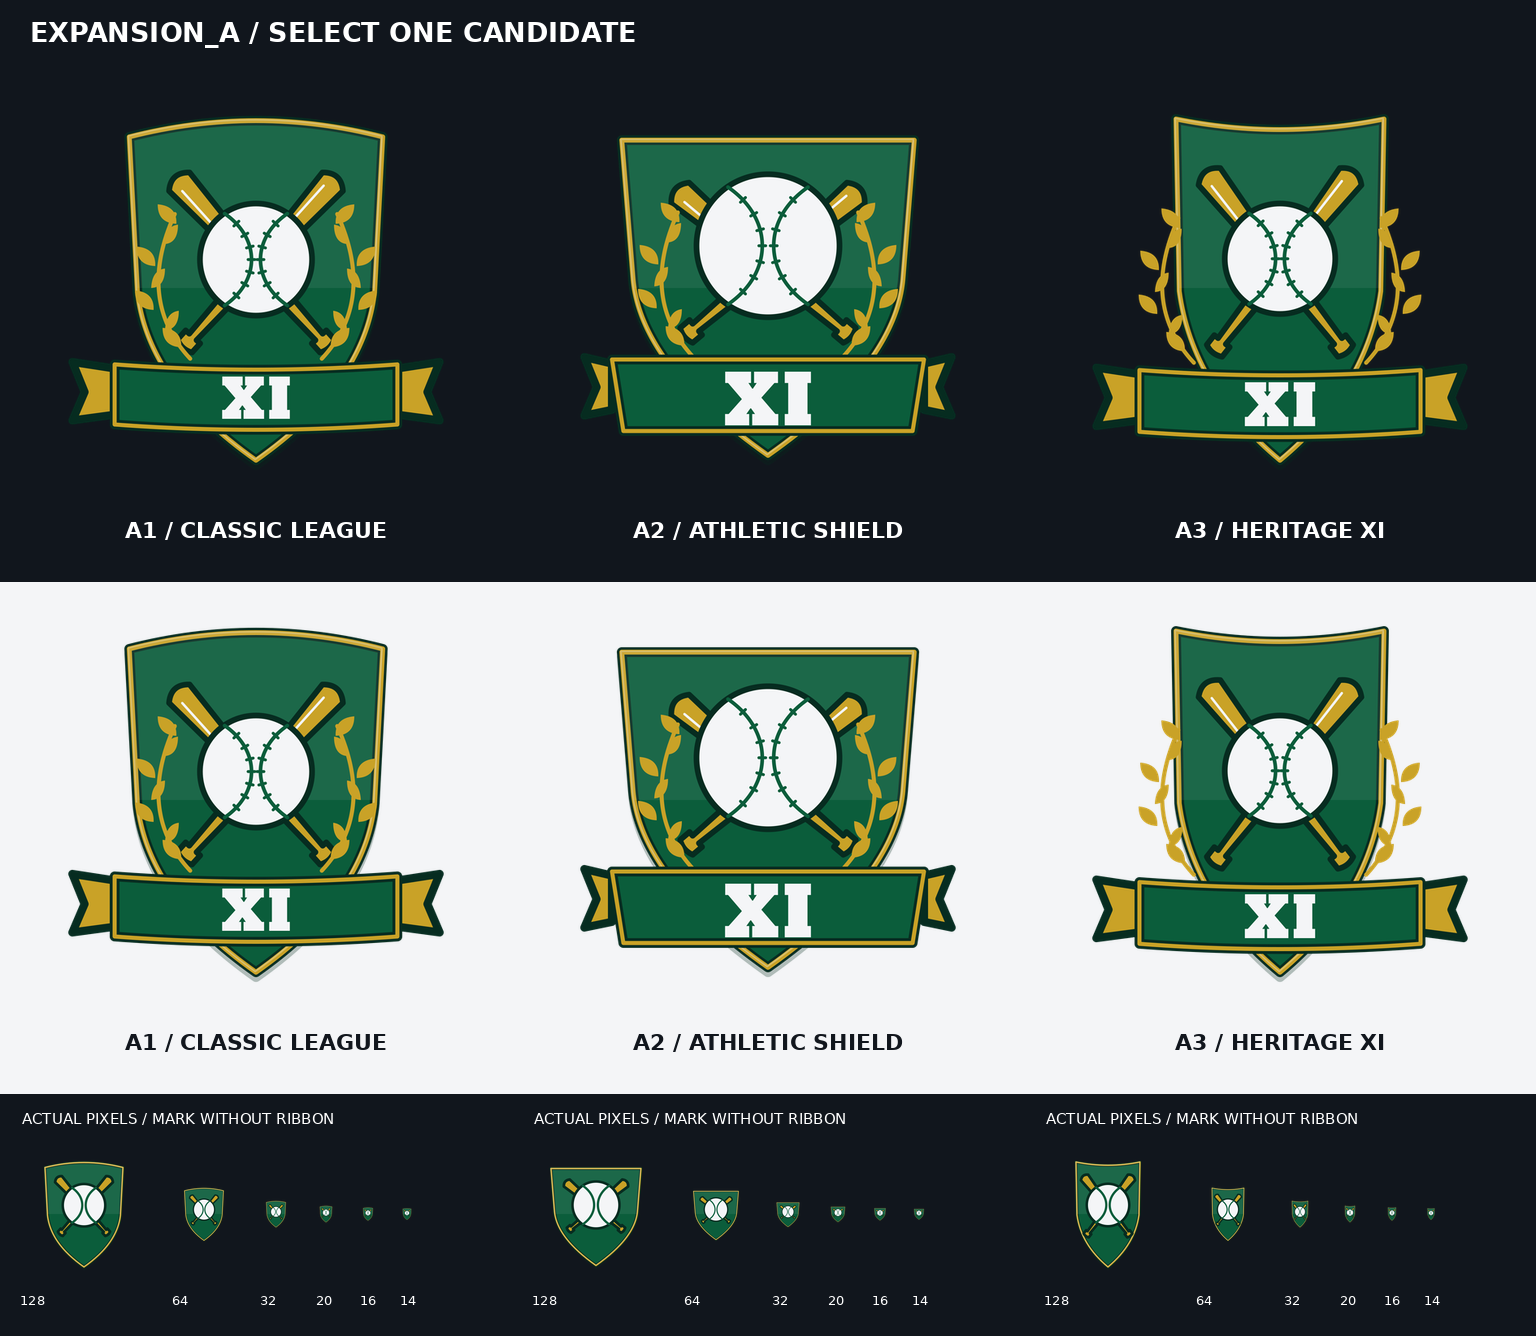 EXPANSION_A / SELECT ONE CANDIDATE
XI XI XI
A1 / CLASSIC LEAGUE A2 / ATHLETIC SHIELD A3 / HERITAGE XI
XI XI XI
A1 / CLASSIC LEAGUE A2 / ATHLETIC SHIELD A3 / HERITAGE XI
ACTUAL PIXELS / MARK WITHOUT RIBBON ACTUAL PIXELS / MARK WITHOUT RIBBON ACTUAL PIXELS / MARK WITHOUT RIBBON
128 64 32 20 16 14 128 64 32 20 16 14 128 64 32 20 16 14